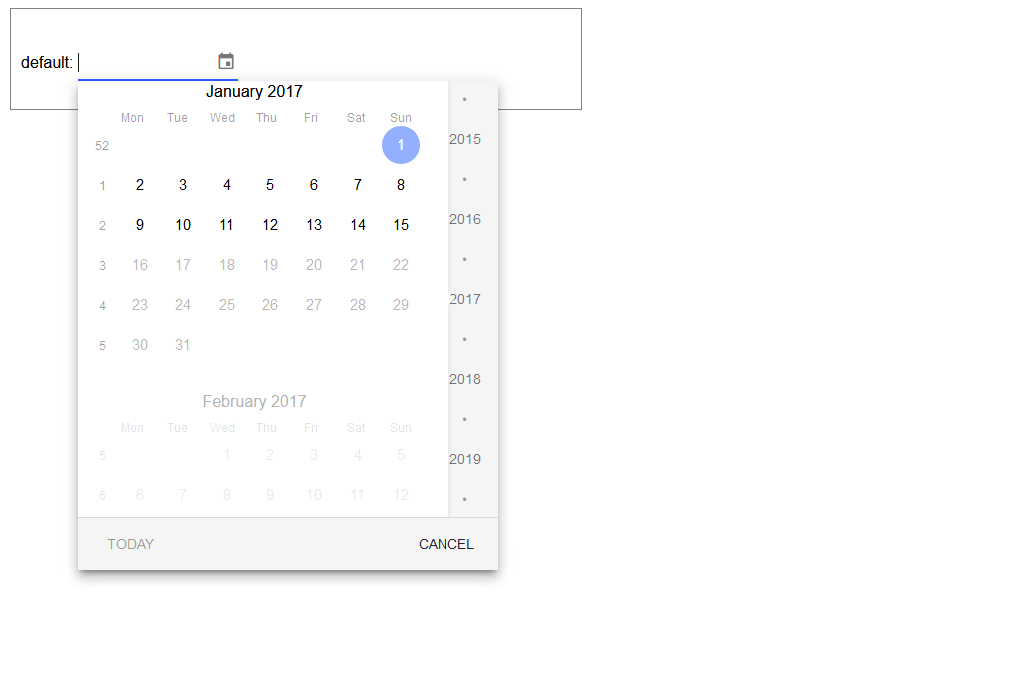 default:
January 2017
Mon Tue Wed Thu Fri Sat Sun
52 1
1 2 3 4 5 6 7 8
2 9 10 11 12 13 14 15
3 16 17 18 19 20 21 22
4 23 24 25 26 27 28 29
5 30 31
February 2017
Mon Tue Wed Thu Fri Sat Sun
5 1 2 3 4 5
6 6 7 8 9 10 11 12
2015
2016
2017
2018
2019
TODAY CANCEL